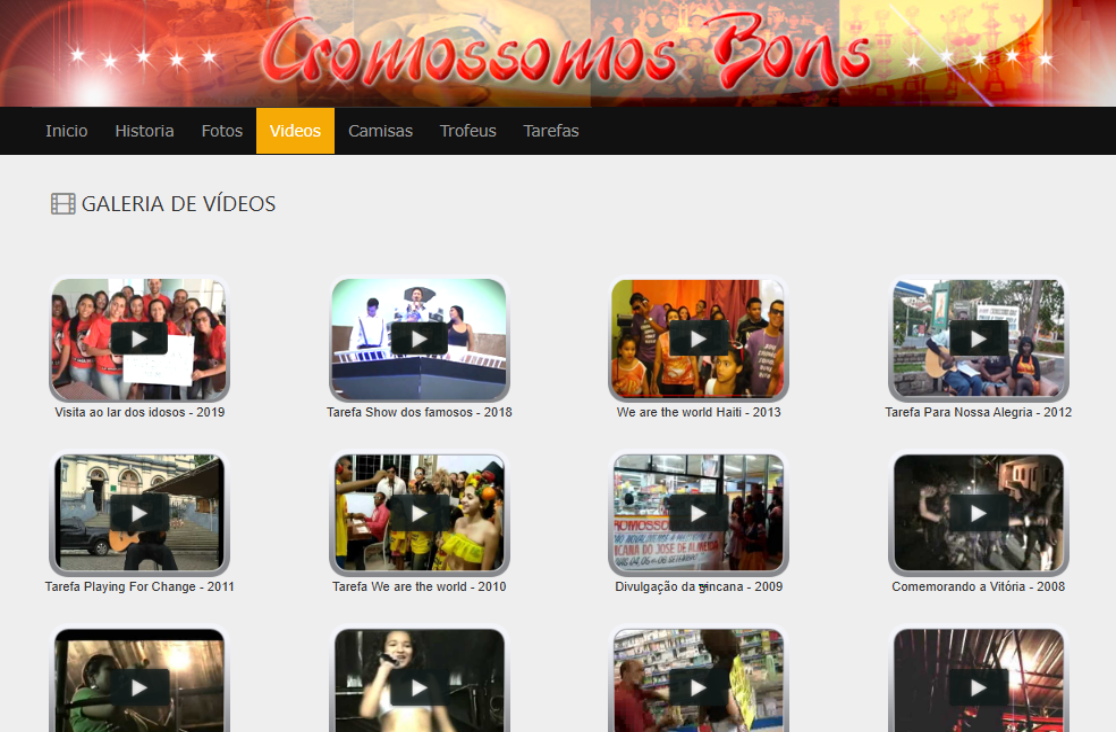 Cromossomos Bons
Inicio Historia Fotos Videos Camisas Trofeus Tarefas
GALERIA DE VÍDEOS
Visita ao lar dos idosos - 2019
Tarefa Show dos famosos - 2018
We are the world Haiti - 2013
Tarefa Para Nossa Alegria - 2012
Tarefa Playing For Change - 2011
Tarefa We are the world - 2010
Divulgação da gincana - 2009
Comemorando a Vitória - 2008